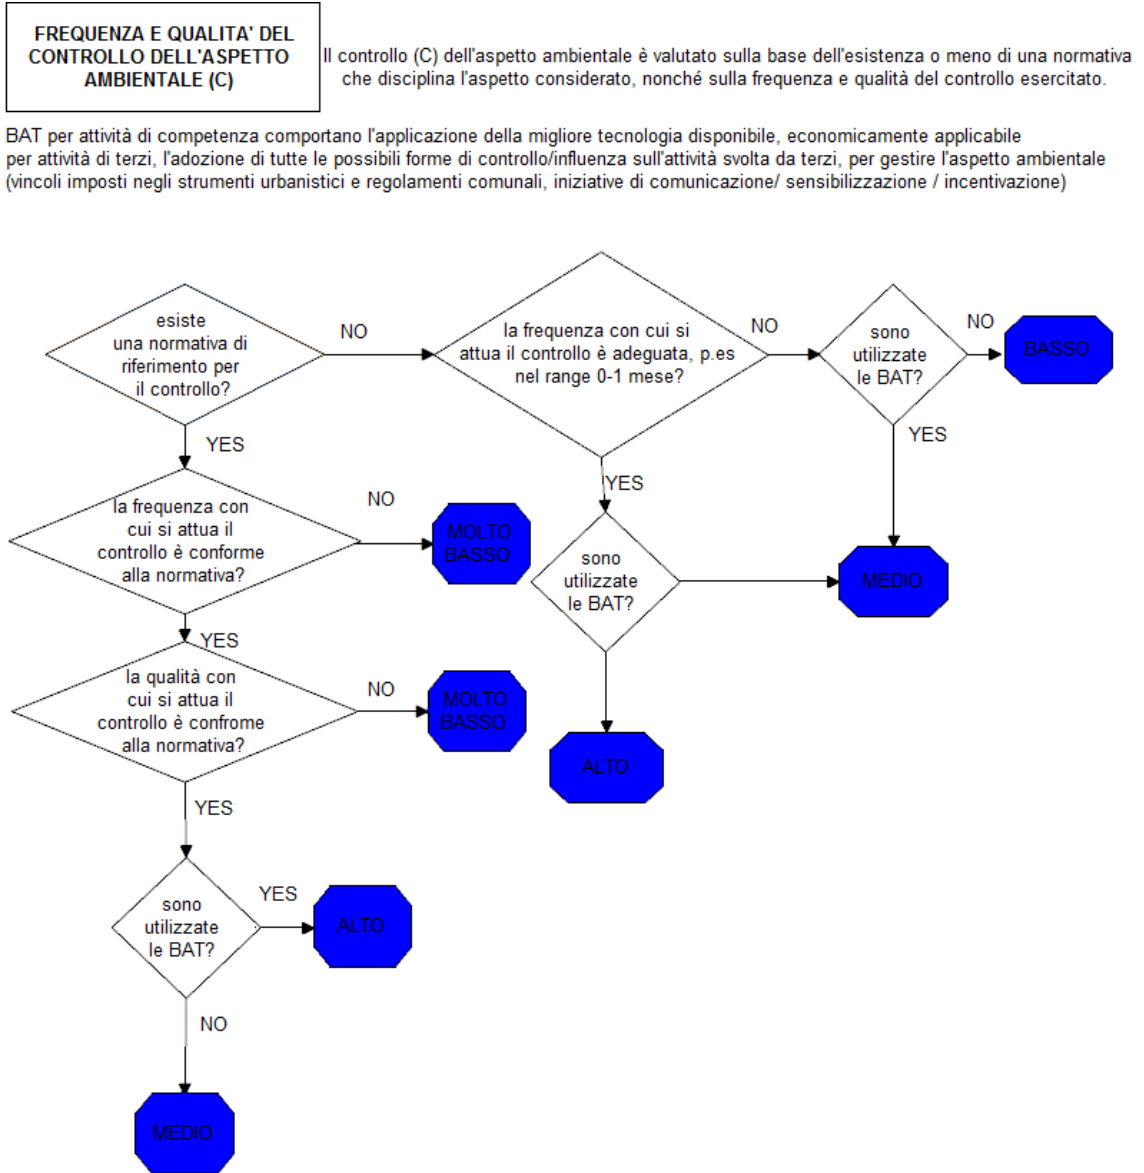 FREQUENZA E QUALITA' DEL
CONTROLLO DELL'ASPETTO
AMBIENTALE (C)
Il controllo (C) dell'aspetto ambientale è valutato sulla base dell'esistenza o meno di una normativa
che disciplina l'aspetto considerato, nonché sulla frequenza e qualità del controllo esercitato.
BAT per attività di competenza comportano l'applicazione della migliore tecnologia disponibile, economicamente applicabile
per attività di terzi, l'adozione di tutte le possibili forme di controllo/influenza sull'attività svolta da terzi, per gestire l'aspetto ambientale
(vincoli imposti negli strumenti urbanistici e regolamenti comunali, iniziative di comunicazione/ sensibilizzazione / incentivazione)
esiste
una normativa di
riferimento per
il controllo?
NO
la frequenza con cui si
attua il controllo è adeguata, p.es
nel range 0-1 mese?
NO
sono
utilizzate
le BAT?
NO
BASSO
YES
YES
YES
la frequenza con
cui si attua il
controllo è conforme
alla normativa?
NO
MOLTO
BASSO
sono
utilizzate
le BAT?
MEDIO
YES
la qualità con
cui si attua il
controllo è confrome
alla normativa?
NO
MOLTO
BASSO
ALTO
YES
sono
utilizzate
le BAT?
YES
ALTO
NO
MEDIO